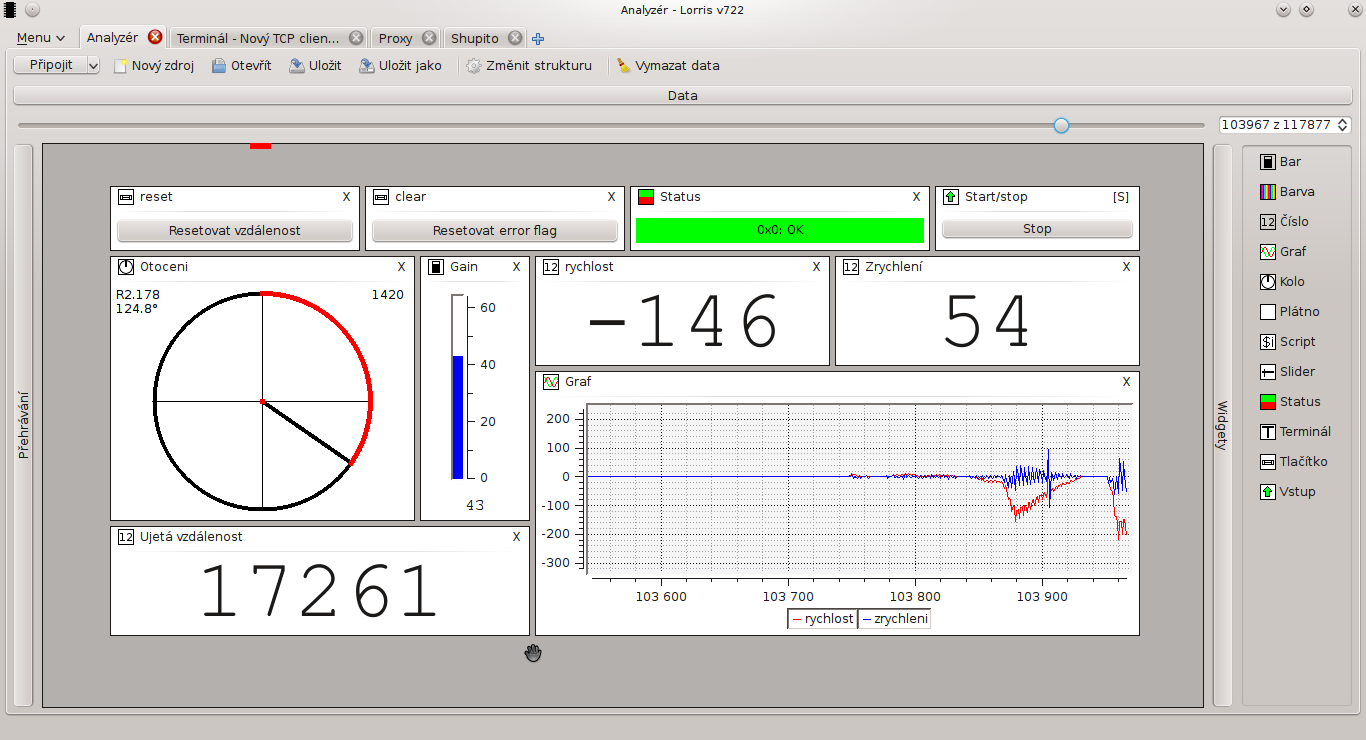 Analyzér - Lorris v722
Menu Analyzér Terminál - Nový TCP clien... Proxy Shupito
Připojit Nový zdroj Otevřít Uložit Uložit jako Změnit strukturu Vymazat data
Data
103967 z 117877
Přehrávání
reset X
Resetovat vzdálenost
clear X
Resetovat error flag
Status X
0x0: OK
Start/stop [S]
Stop
Otoceni X
R2.178 1420
124.8°
Gain X
60
40
20
0
43
12 rychlost X
-146
12 Zrychlení X
54
Graf X
200
100
0
-100
-200
-300
103 600 103 700 103 800 103 900
rychlost zrychleni
12 Ujetá vzdálenost X
17261
Widgety
Bar
Barva
12 Číslo
Graf
Kolo
Plátno
$i Script
Slider
Status
T Terminál
Tlačítko
Vstup